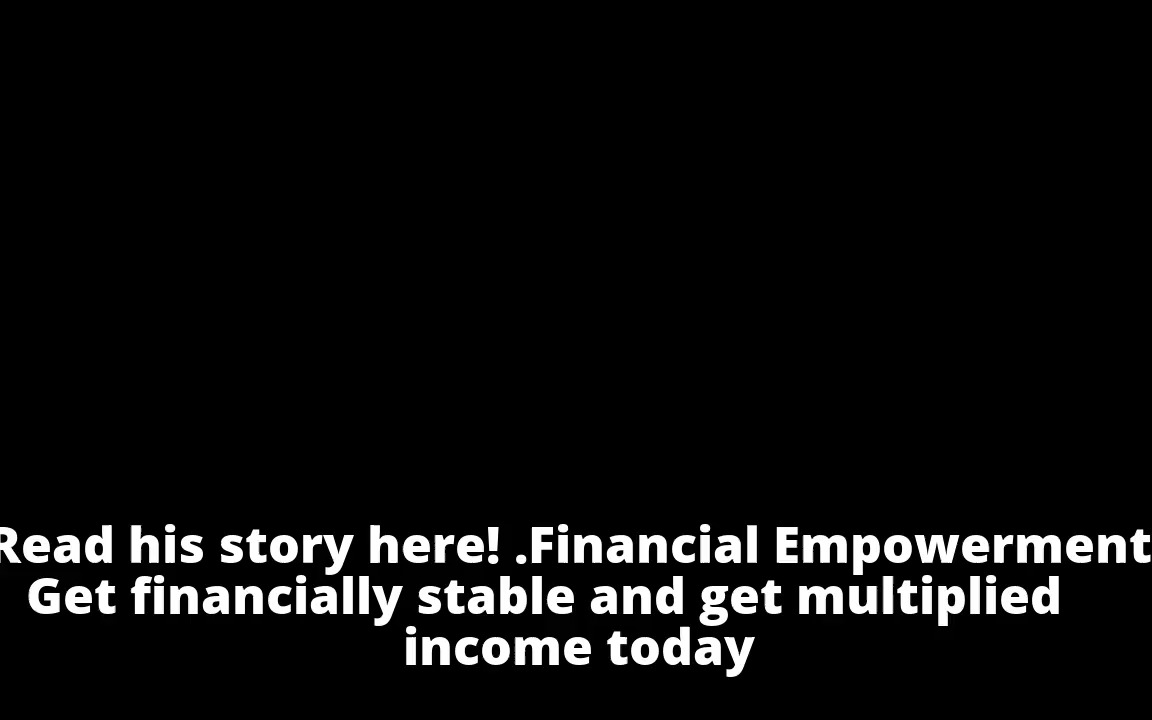 Read his story here! .Financial Empowerment
Get financially stable and get multiplied
income today